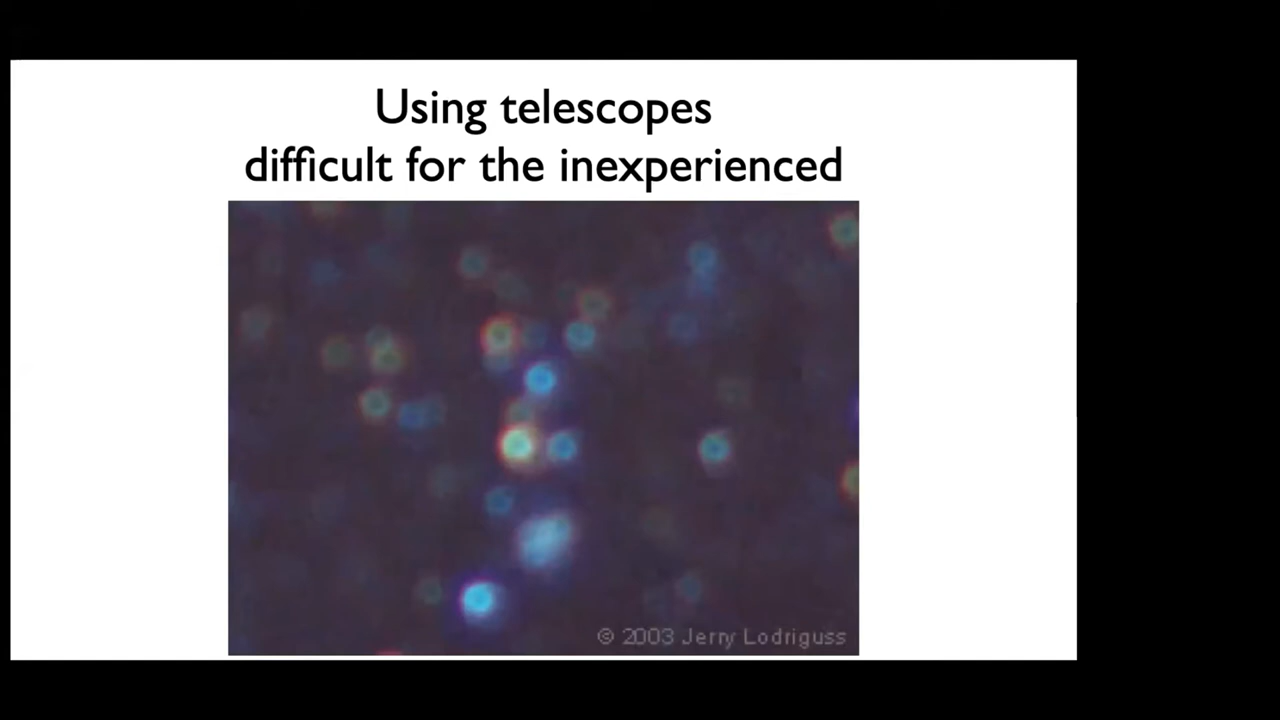 Using telescopes
difficult for the inexperienced
© 2003 Jerry Lodriguss